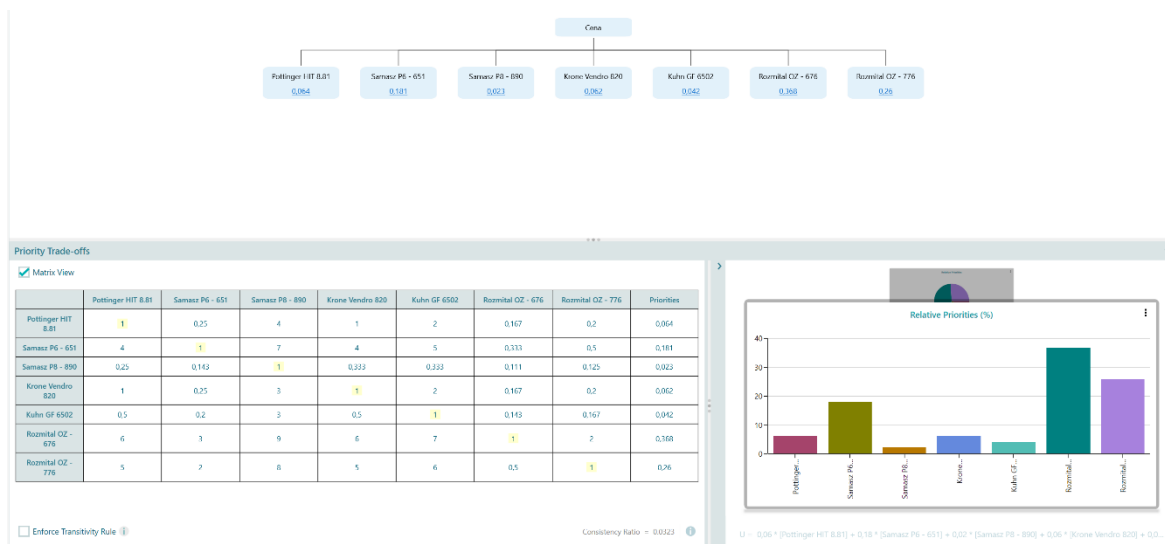 Cena
Pottinger HIT 8.81 Samasz P6 - 651 Samasz P8 - 890 Krone Vendro 820 Kuhn GF 6502 Rozmital OZ - 676 Rozmital OZ - 776
0,064 0,181 0,023 0,062 0,042 0,368 0,26
Priority Trade-offs
Matrix View
Pottinger HIT 8.81 Samasz P6 - 651 Samasz P8 - 890 Krone Vendro 820 Kuhn GF 6502 Rozmital OZ - 676 Rozmital OZ - 776 Priorities
Pottinger HIT
8.81
1 0,25 4 1 2 0,167 0,2 0,064
Samasz P6 - 651 4 1 7 4 5 0,333 0,5 0,181
Samasz P8 - 890 0,25 0,143 1 0,333 0,333 0,111 0,125 0,023
Krone Vendro
820
1 0,25 3 1 2 0,167 0,2 0,062
Kuhn GF 6502 0,5 0,2 3 0,5 1 0,143 0,167 0,042
Rozmital OZ -
676
6 3 9 6 7 1 2 0,368
Rozmital OZ -
776
5 2 8 5 6 0,5 1 0,26
Enforce Transitivity Rule
Consistency Ratio = 0.0323
Relative Priorities (%)
40
30
20
10
0
Pottinger...
Samasz P6...
Samasz P8...
Krone...
Kuhn GF...
Rozmital...
Rozmital...
U = 0,06 * [Pottinger HIT 8.81] + 0,18 * [Samasz P6 - 651] + 0,02 * [Samasz P8 - 890] + 0,06 * [Krone Vendro 820] + 0,0...